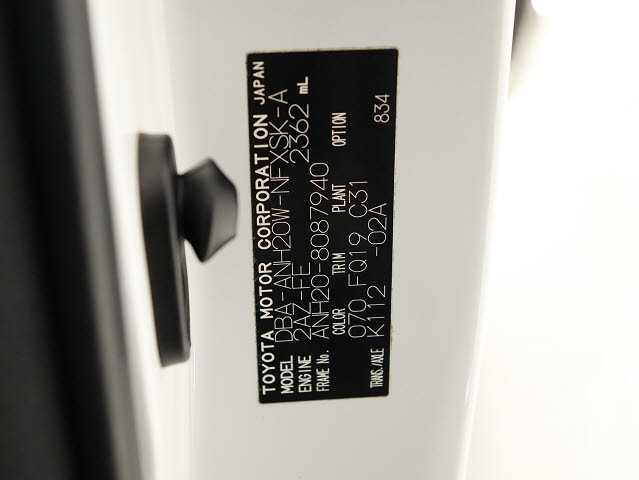 TOYOTA MOTOR CORPORATION JAPAN
MODEL DBA-ANH20W-NFXSK-A
ENGINE 2AZ-FE 2362 mL
FRAME No. ANH20-8087940
COLOR TRIM PLANT OPTION
070 FQ19 C31
TRANS./AXLE K112 -02A 834